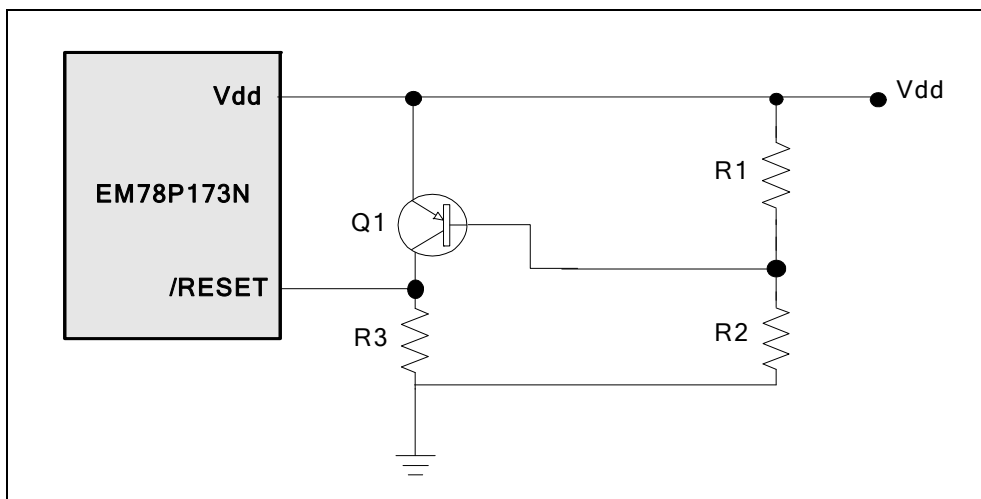 Vdd
Vdd
R1
EM78P173N
Q1
/RESET
R3
R2